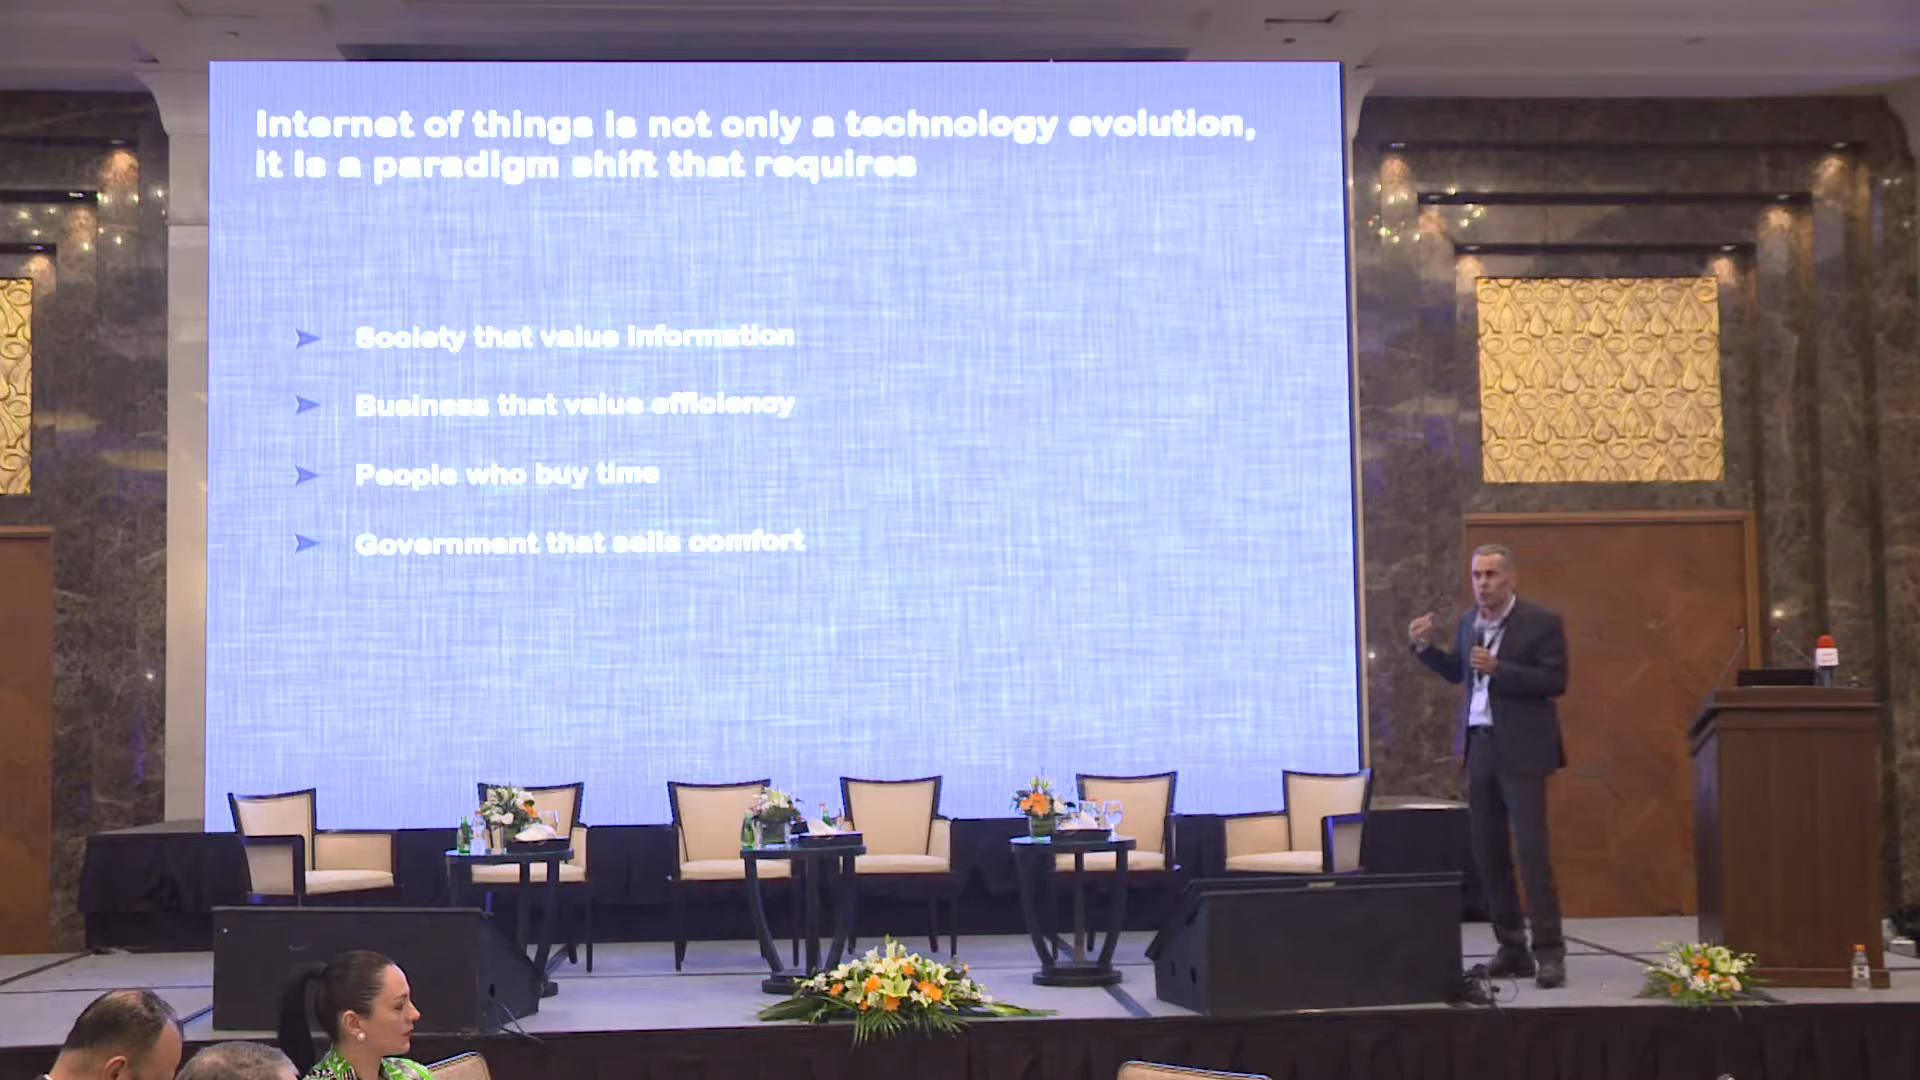 Internet of things is not only a technology evolution,
it is a paradigm shift that requires
Society that value information
Business that value efficiency
People who buy time
Government that sells comfort